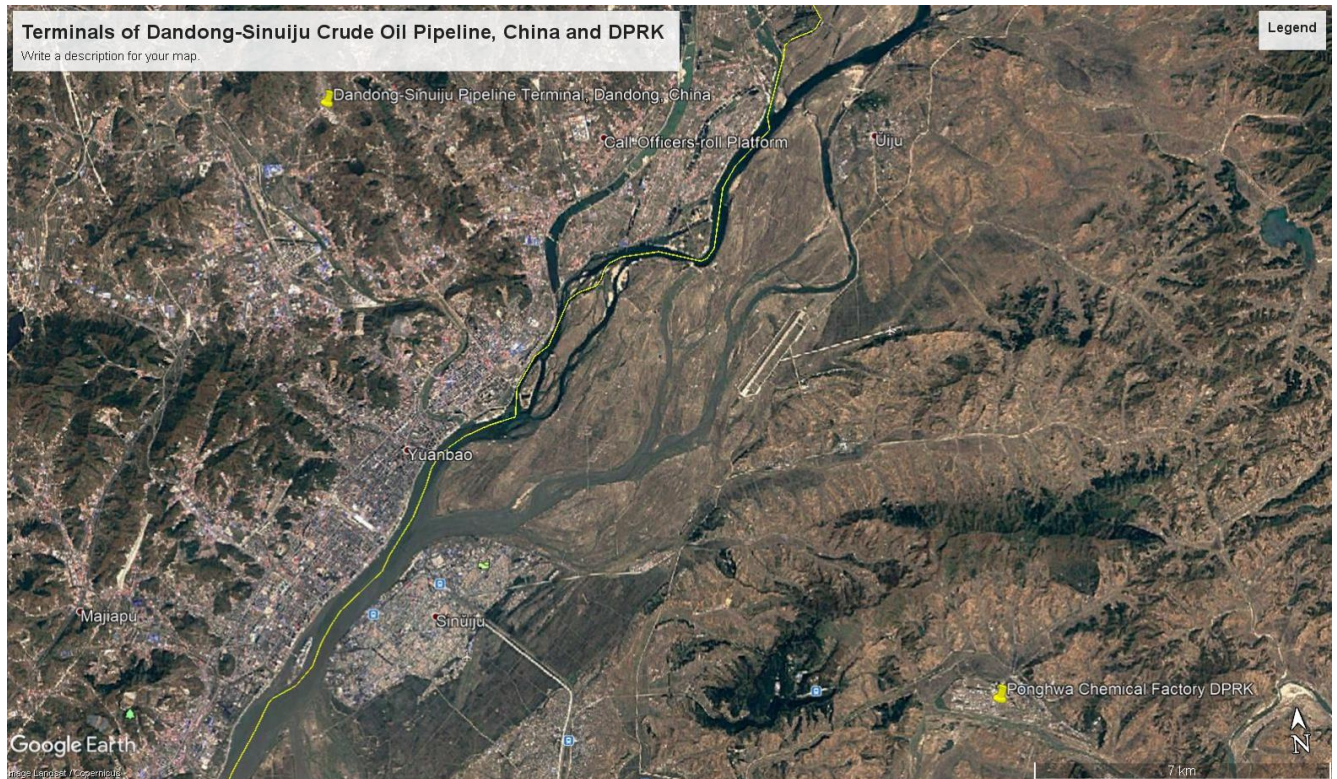 Terminals of Dandong-Sinuiju Crude Oil Pipeline, China and DPRK
Write a description for your map.
Legend
Dandong-Sinuiju Pipeline Terminal, Dandong, China
Call Officers-roll Platform
Uiju
Yuanbao
Majiapu
Sinuiju
Ponghwa Chemical Factory DPRK
N
Google Earth
Image Landsat / Copernicus
7 km